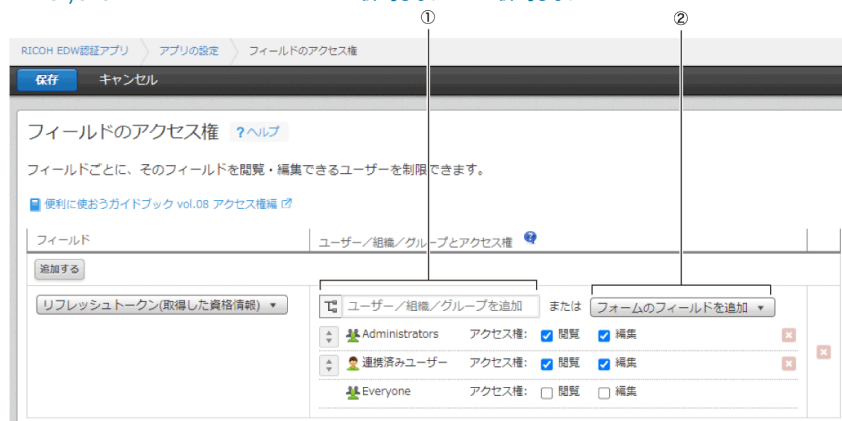 ① ②
RICOH EDW認証アプリ アプリの設定 フィールドのアクセス権
保存 キャンセル
フィールドのアクセス権 ?ヘルプ
フィールドごとに、そのフィールドを閲覧・編集できるユーザーを制限できます。
便利に使おうガイドブック vol.08 アクセス権編
フィールド ユーザー／組織／グループとアクセス権 ?
追加する
リフレッシュトークン(取得した資格情報) ▼ ユーザー／組織／グループを追加 または フォームのフィールドを追加 ▼
Administrators アクセス権: 閲覧 編集
連携済みユーザー アクセス権: 閲覧 編集
Everyone アクセス権: 閲覧 編集